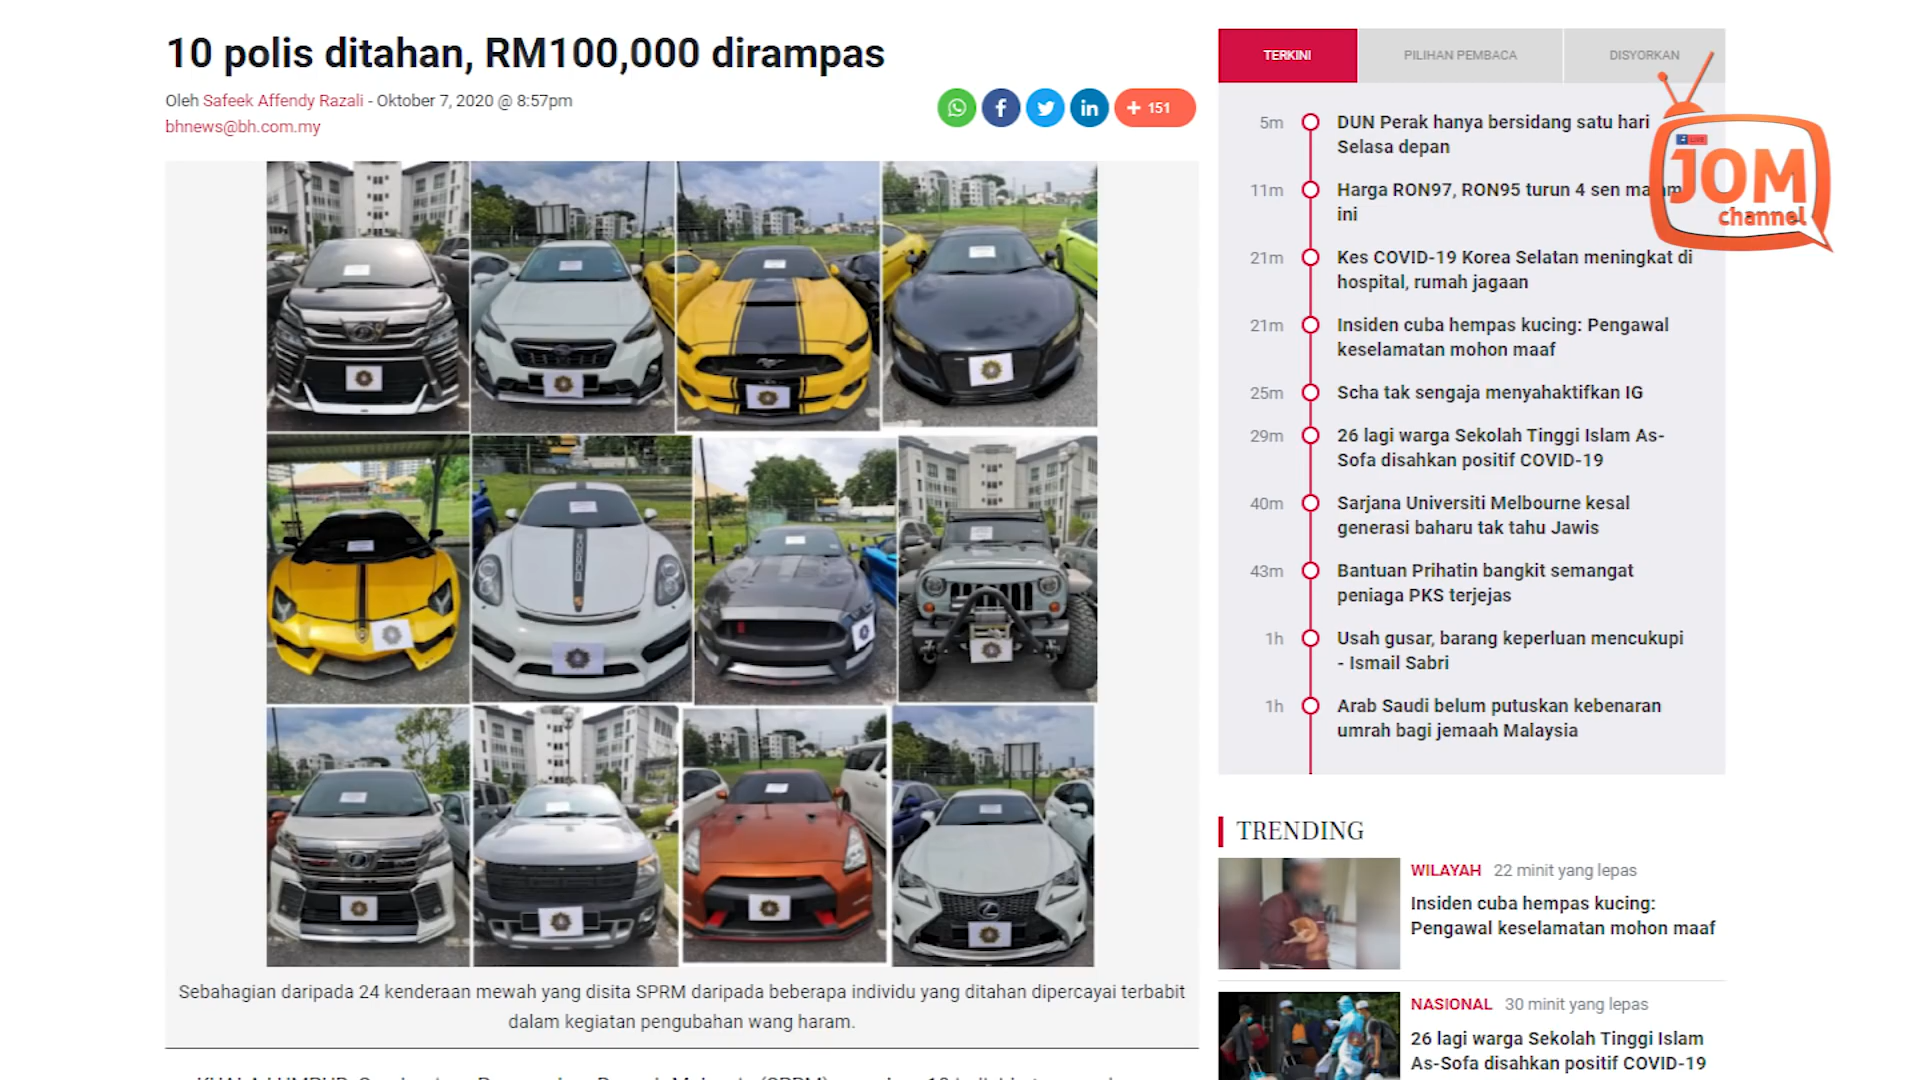 10 polis ditahan, RM100,000 dirampas
Oleh Safeek Affendy Razali - Oktober 7, 2020 @ 8:57pm
bhnews@bh.com.my
+ 151
PORSCHE
Sebahagian daripada 24 kenderaan mewah yang disita SPRM daripada beberapa individu yang ditahan dipercayai terbabit
dalam kegiatan pengubahan wang haram.
TERKINI
PILIHAN PEMBACA
DISYORKAN
5m
DUN Perak hanya bersidang satu hari
Selasa depan
11m
Harga RON97, RON95 turun 4 sen
ini
21m
Kes COVID-19 Korea Selatan meningkat di
hospital, rumah jagaan
21m
Insiden cuba hempas kucing: Pengawal
keselamatan mohon maaf
25m
Scha tak sengaja menyahaktifkan IG
29m
26 lagi warga Sekolah Tinggi Islam As-
Sofa disahkan positif COVID-19
40m
Sarjana Universiti Melbourne kesal
generasi baharu tak tahu Jawis
43m
Bantuan Prihatin bangkit semangat
peniaga PKS terjejas
1h
Usah gusar, barang keperluan mencukupi
- Ismail Sabri
1h
Arab Saudi belum putuskan kebenaran
umrah bagi jemaah Malaysia
JOM
channel
TRENDING
WILAYAH 22 minit yang lepas
Insiden cuba hempas kucing:
Pengawal keselamatan mohon maaf
NASIONAL 30 minit yang lepas
26 lagi warga Sekolah Tinggi Islam
As-Sofa disahkan positif COVID-19